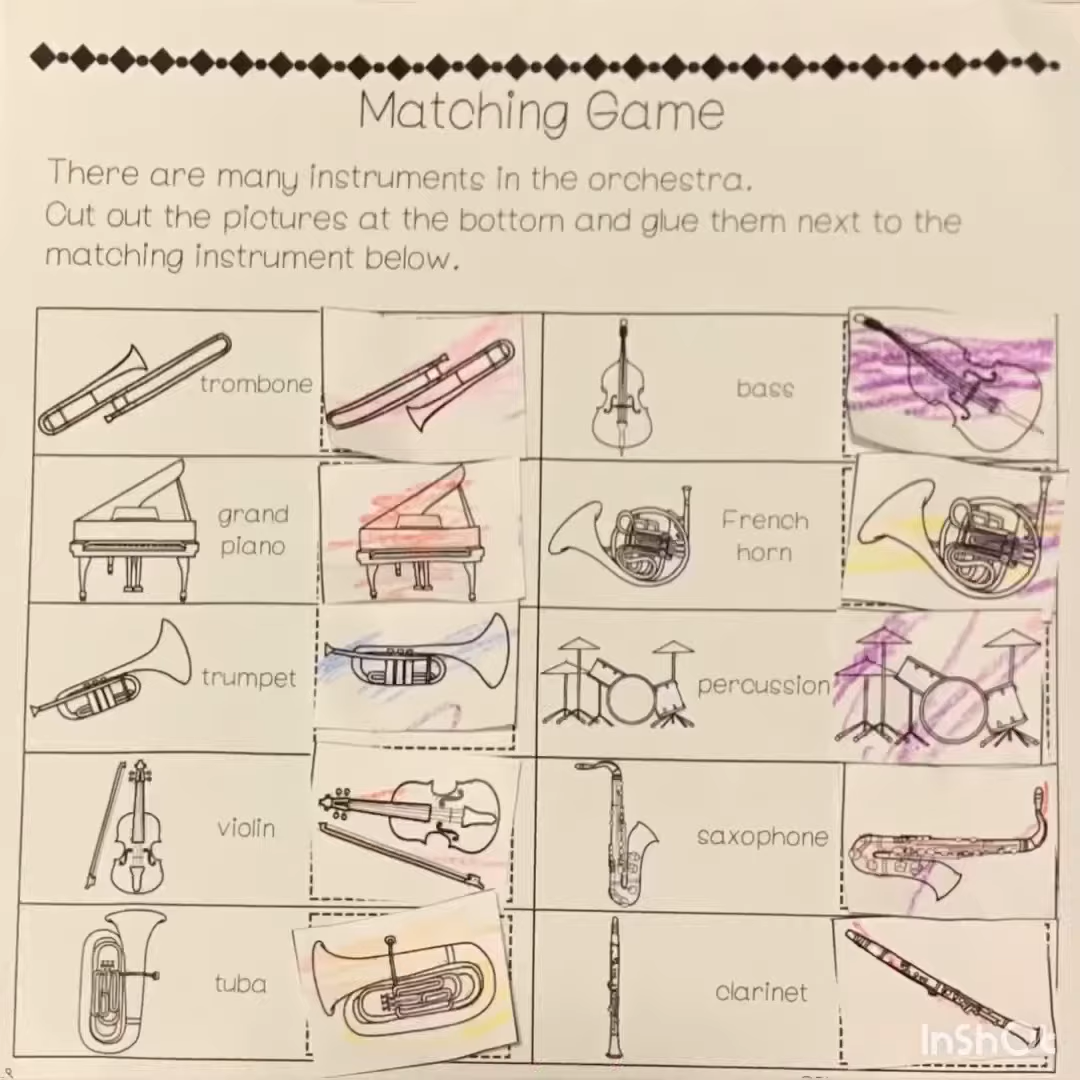 Matching Game
There are many instruments in the orchestra.
Cut out the pictures at the bottom and glue them next to the
matching instrument below.
trombone
bass
grand
piano
French
horn
trumpet
percussion
violin
saxophone
tuba
clarinet
InShOt